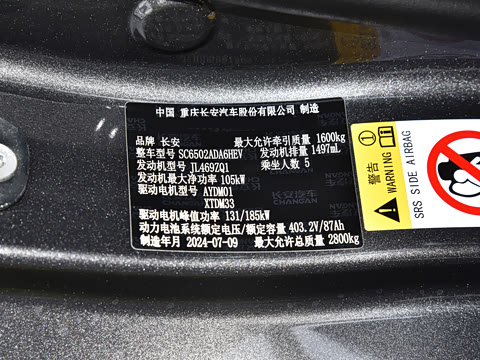 中国 重庆长安汽车股份有限公司 制造
品牌 长安 最大允许牵引质量 1600kg
整车型号 SC6502ADA6HEV 发动机排量 1497mL
发动机型号 JL469ZQ1 乘坐人数 5
发动机最大净功率 105kW
驱动电机型号 AYDM01
XTDM33
驱动电机峰值功率 131/185kW
动力电池系统额定电压/额定容量 403.2V/87Ah
制造年月 2024-07-09 最大允许总质量 2800kg
长安汽车
CHANGAN
警告
WARNING
SRS SIDE AIRBAG